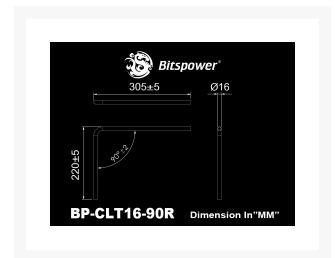 Bitspower®
305±5
Ø16
90°±2
220±5
BP-CLT16-90R
Dimension In"MM"